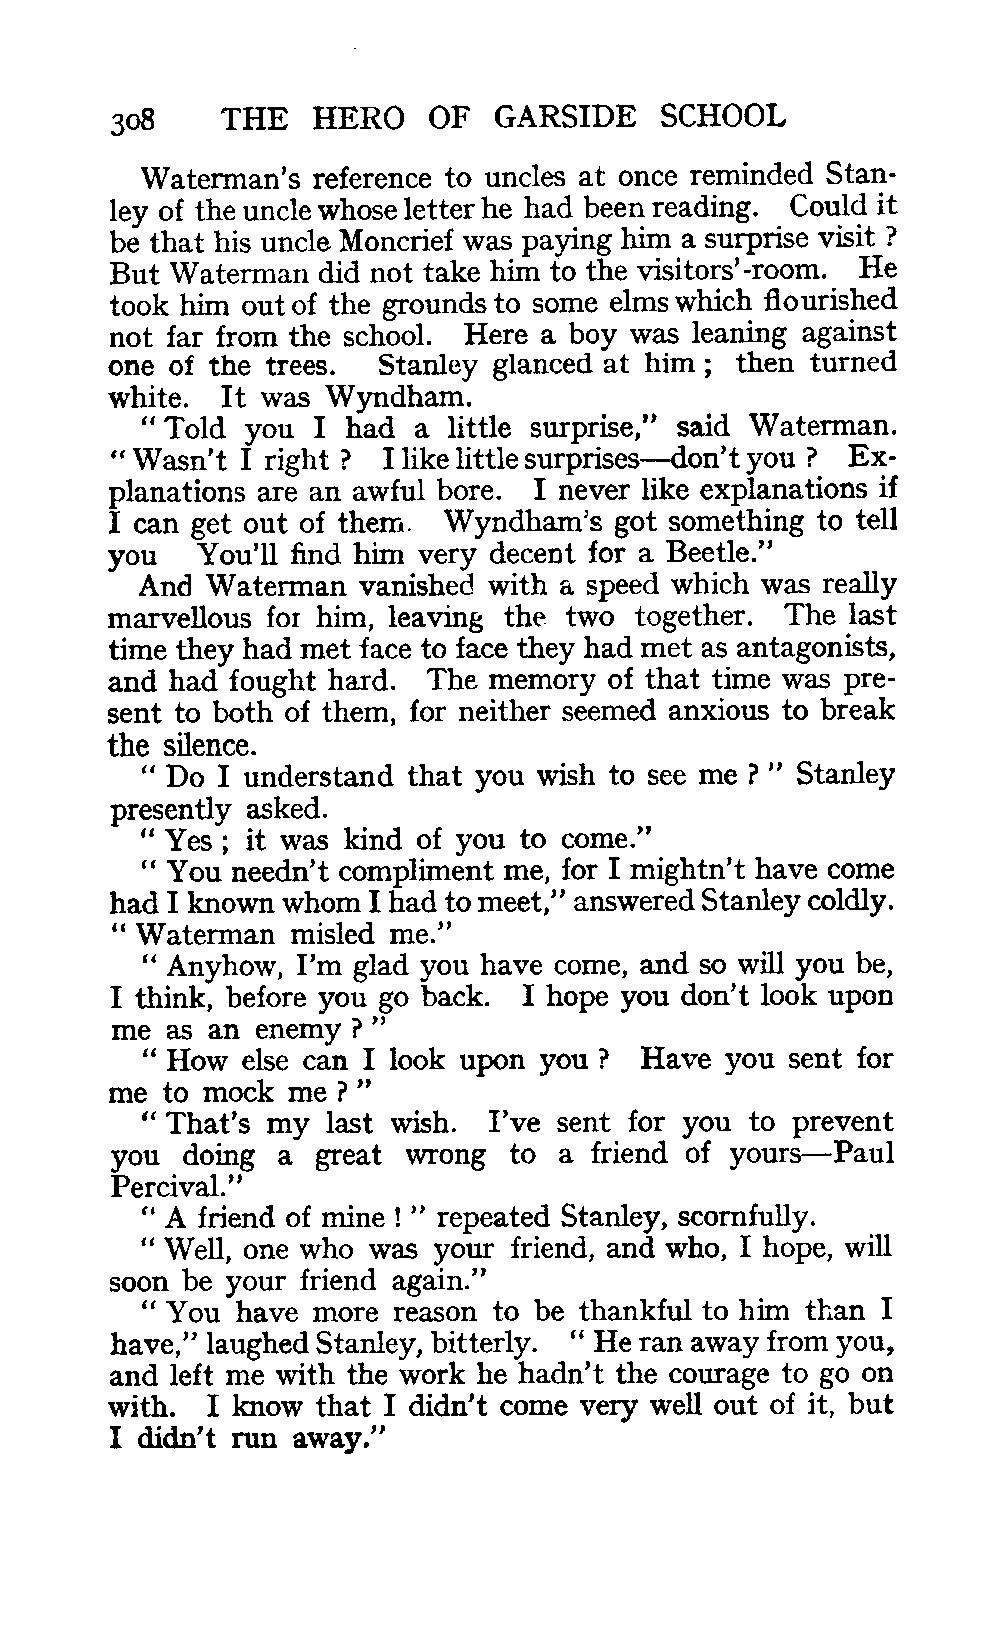 308 THE HERO OF GARSIDE SCHOOL
Waterman's reference to uncles at once reminded Stan-
ley of the uncle whose letter he had been reading. Could it
be that his uncle Moncrief was paying him a surprise visit ?
But Waterman did not take him to the visitors'-room. He
took him out of the grounds to some elms which flourished
not far from the school. Here a boy was leaning against
one of the trees. Stanley glanced at him ; then turned
white. It was Wyndham.
" Told you I had a little surprise," said Waterman.
" Wasn't I right ? I like little surprises—don't you ? Ex-
planations are an awful bore. I never like explanations if
I can get out of them. Wyndham's got something to tell
you You'll find him very decent for a Beetle."
And Waterman vanished with a speed which was really
marvellous for him, leaving the two together. The last
time they had met face to face they had met as antagonists,
and had fought hard. The memory of that time was pre-
sent to both of them, for neither seemed anxious to break
the silence.
" Do I understand that you wish to see me ? " Stanley
presently asked.
" Yes ; it was kind of you to come."
" You needn't compliment me, for I mightn't have come
had I known whom I had to meet," answered Stanley coldly.
" Waterman misled me."
" Anyhow, I'm glad you have come, and so will you be,
I think, before you go back. I hope you don't look upon
me as an enemy ? "
" How else can I look upon you ? Have you sent for
me to mock me ? "
" That's my last wish. I've sent for you to prevent
you doing a great wrong to a friend of yours—Paul
Percival."
" A friend of mine ! " repeated Stanley, scornfully.
" Well, one who was your friend, and who, I hope, will
soon be your friend again."
" You have more reason to be thankful to him than I
have," laughed Stanley, bitterly. " He ran away from you,
and left me with the work he hadn't the courage to go on
with. I know that I didn't come very well out of it, but
I didn't run away."